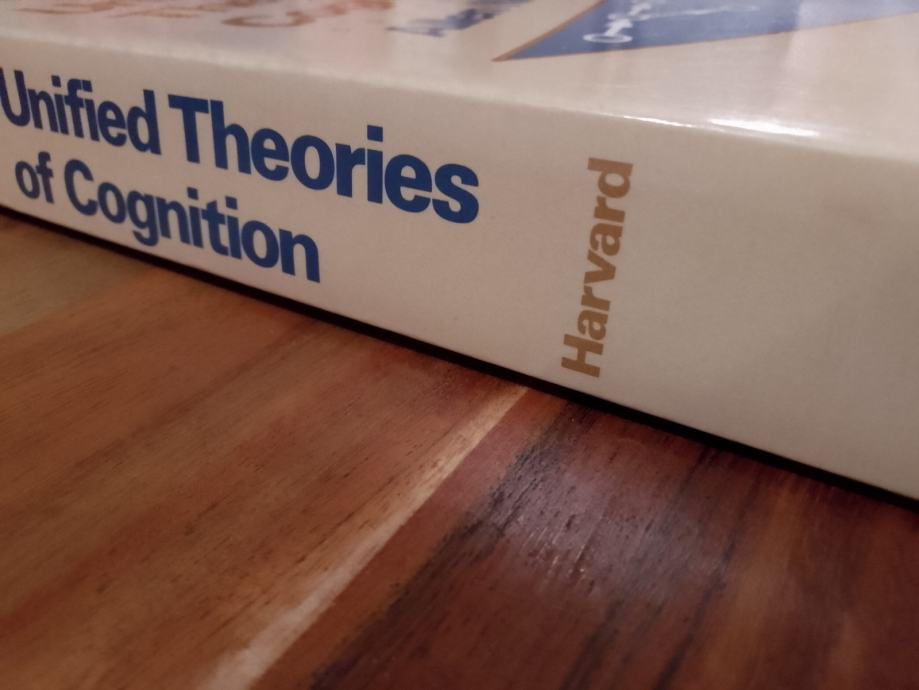 Unified Theories
of Cognition
Harvard